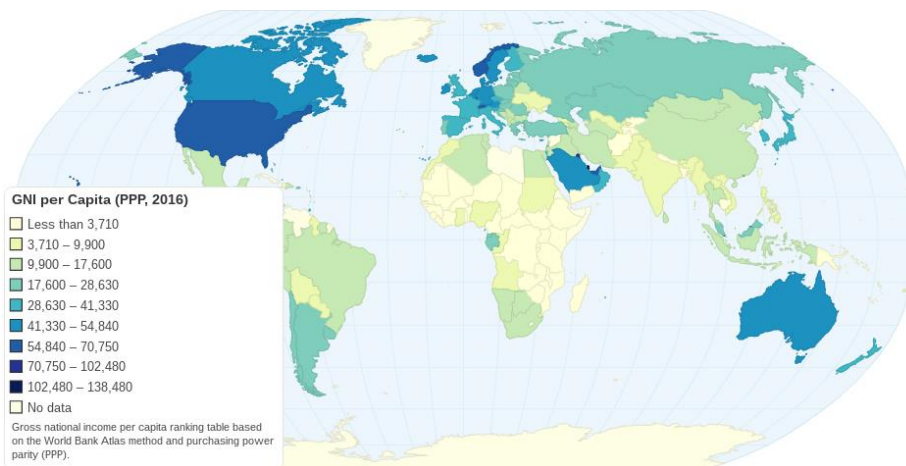 GNI per Capita (PPP, 2016)
Less than 3,710
3,710 – 9,900
9,900 – 17,600
17,600 – 28,630
28,630 – 41,330
41,330 – 54,840
54,840 – 70,750
70,750 – 102,480
102,480 – 138,480
No data
Gross national income per capita ranking table based
on the World Bank Atlas method and purchasing power
parity (PPP).